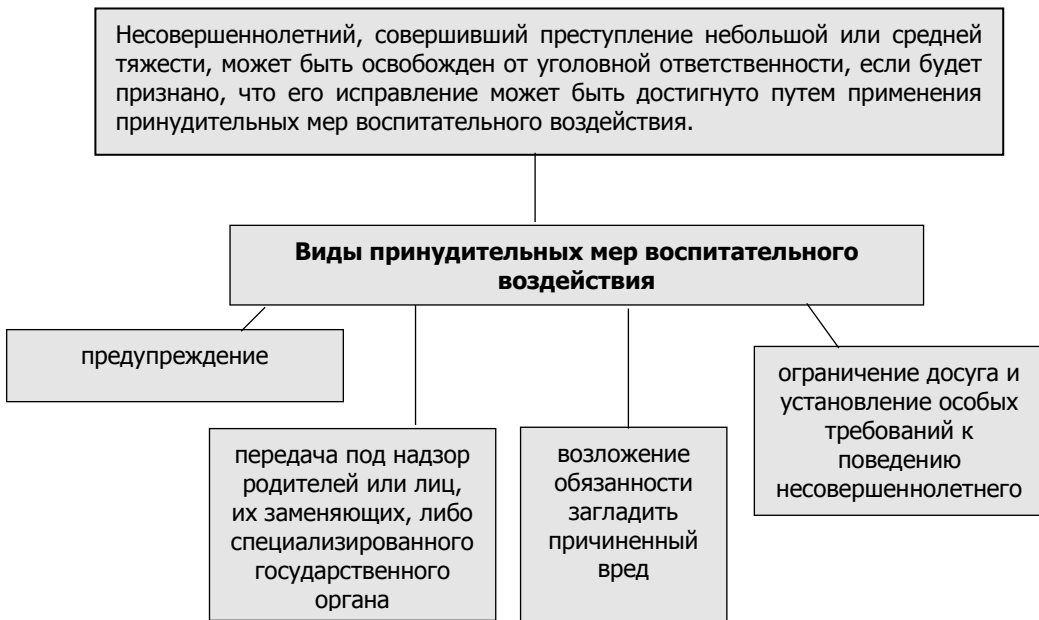 Несовершеннолетний, совершивший преступление небольшой или средней
тяжести, может быть освобожден от уголовной ответственности, если будет
признано, что его исправление может быть достигнуто путем применения
принудительных мер воспитательного воздействия.
Виды принудительных мер воспитательного
воздействия
предупреждение
передача под надзор
родителей или лиц,
их заменяющих, либо
специализированного
государственного
органа
возложение
обязанности
загладить
причиненный
вред
ограничение досуга и
установление особых
требований к
поведению
несовершеннолетнего